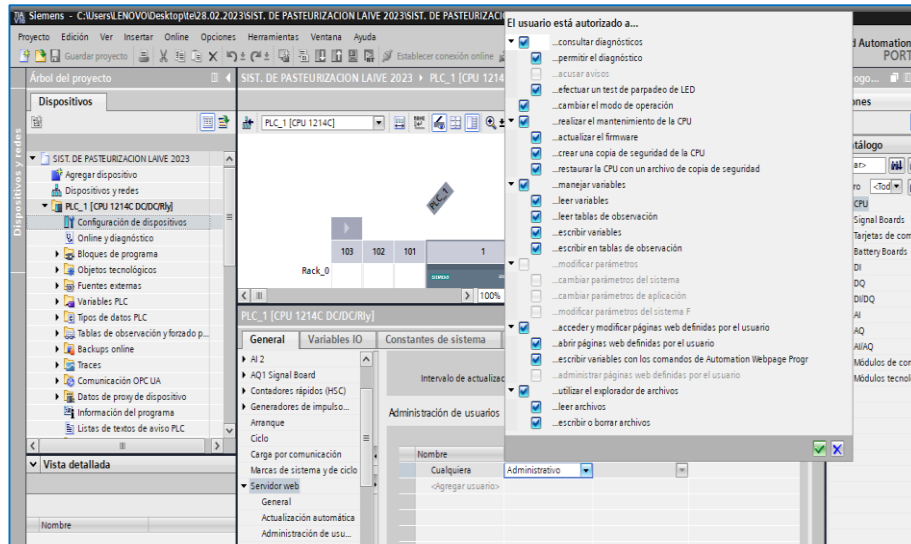 Siemens - C:\Users\LENOVO\Desktop\tel28.02.2023\SIST. DE PASTEURIZACION LAIVE 2023\SIST. DE PASTEURIZACI
Proyecto Edición Ver Insertar Online Opciones Herramientas Ventana Ayuda
Guardar proyecto
Establecer conexión online
d Automation
PORT
Árbol del proyecto
SIST. DE PASTEURIZACION LAIVE 2023 ▸ PLC_1 [CPU 1214
Dispositivos
Dispositivos y redes
PLC_1 [CPU 1214C]
SIST. DE PASTEURIZACION LAIVE 2023
Agregar dispositivo
Dispositivos y redes
PLC_1 [CPU 1214C DC/DC/Rly]
Configuración de dispositivos
Online y diagnóstico
Bloques de programa
Objetos tecnológicos
Fuentes externas
Variables PLC
Tipos de datos PLC
Tablas de observación y forzado p...
Backups online
Traces
Comunicación OPC UA
Datos de proxy de dispositivo
Información del programa
Listas de textos de aviso PLC
Vista detallada
Nombre
PLC_1
103 102 101 1
Rack_0
SIEMENS
100%
PLC_1 [CPU 1214C DC/DC/Rly]
General Variables IO Constantes de sistema
AI 2
AQ1 Signal Board
Contadores rápidos (HSC)
Generadores de impulso...
Arranque
Ciclo
Carga por comunicación
Marcas de sistema y de ciclo
Servidor web
General
Actualización automática
Administración de usu...
Intervalo de actualizac
Administración de usuarios
Nombre
Cualquiera Administrativo
<Agregar usuario>
El usuario está autorizado a...
...consultar diagnósticos
...permitir el diagnóstico
...acusar avisos
...efectuar un test de parpadeo de LED
...cambiar el modo de operación
...realizar el mantenimiento de la CPU
...actualizar el firmware
...crear una copia de seguridad de la CPU
...restaurar la CPU con un archivo de copia de seguridad
...manejar variables
...leer variables
...leer tablas de observación
...escribir variables
...escribir en tablas de observación
...modificar parámetros
...cambiar parámetros del sistema
...cambiar parámetros de aplicación
...modificar parámetros del sistema F
...acceder y modificar páginas web definidas por el usuario
...abrir páginas web definidas por el usuario
...escribir variables con los comandos de Automation Webpage Progr
...administrar páginas web definidas por el usuario
...utilizar el explorador de archivos
...leer archivos
...escribir o borrar archivos
ogo...
ones
tálogo
ar>
ro <Tod
CPU
Signal Boards
Tarjetas de com
Battery Boards
DI
DQ
DI/DQ
AI
AQ
AI/AQ
Módulos de con
Módulos tecnol